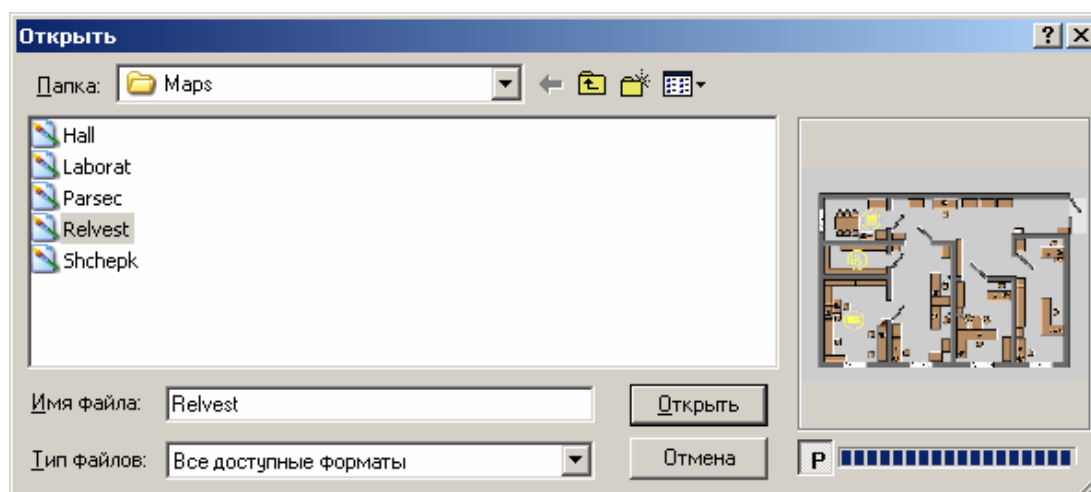 Открыть
Папка: Maps
Hall
Laborat
Parsec
Relvest
Shchepk
Имя файла: Relvest Открыть
Тип файлов: Все доступные форматы Отмена P